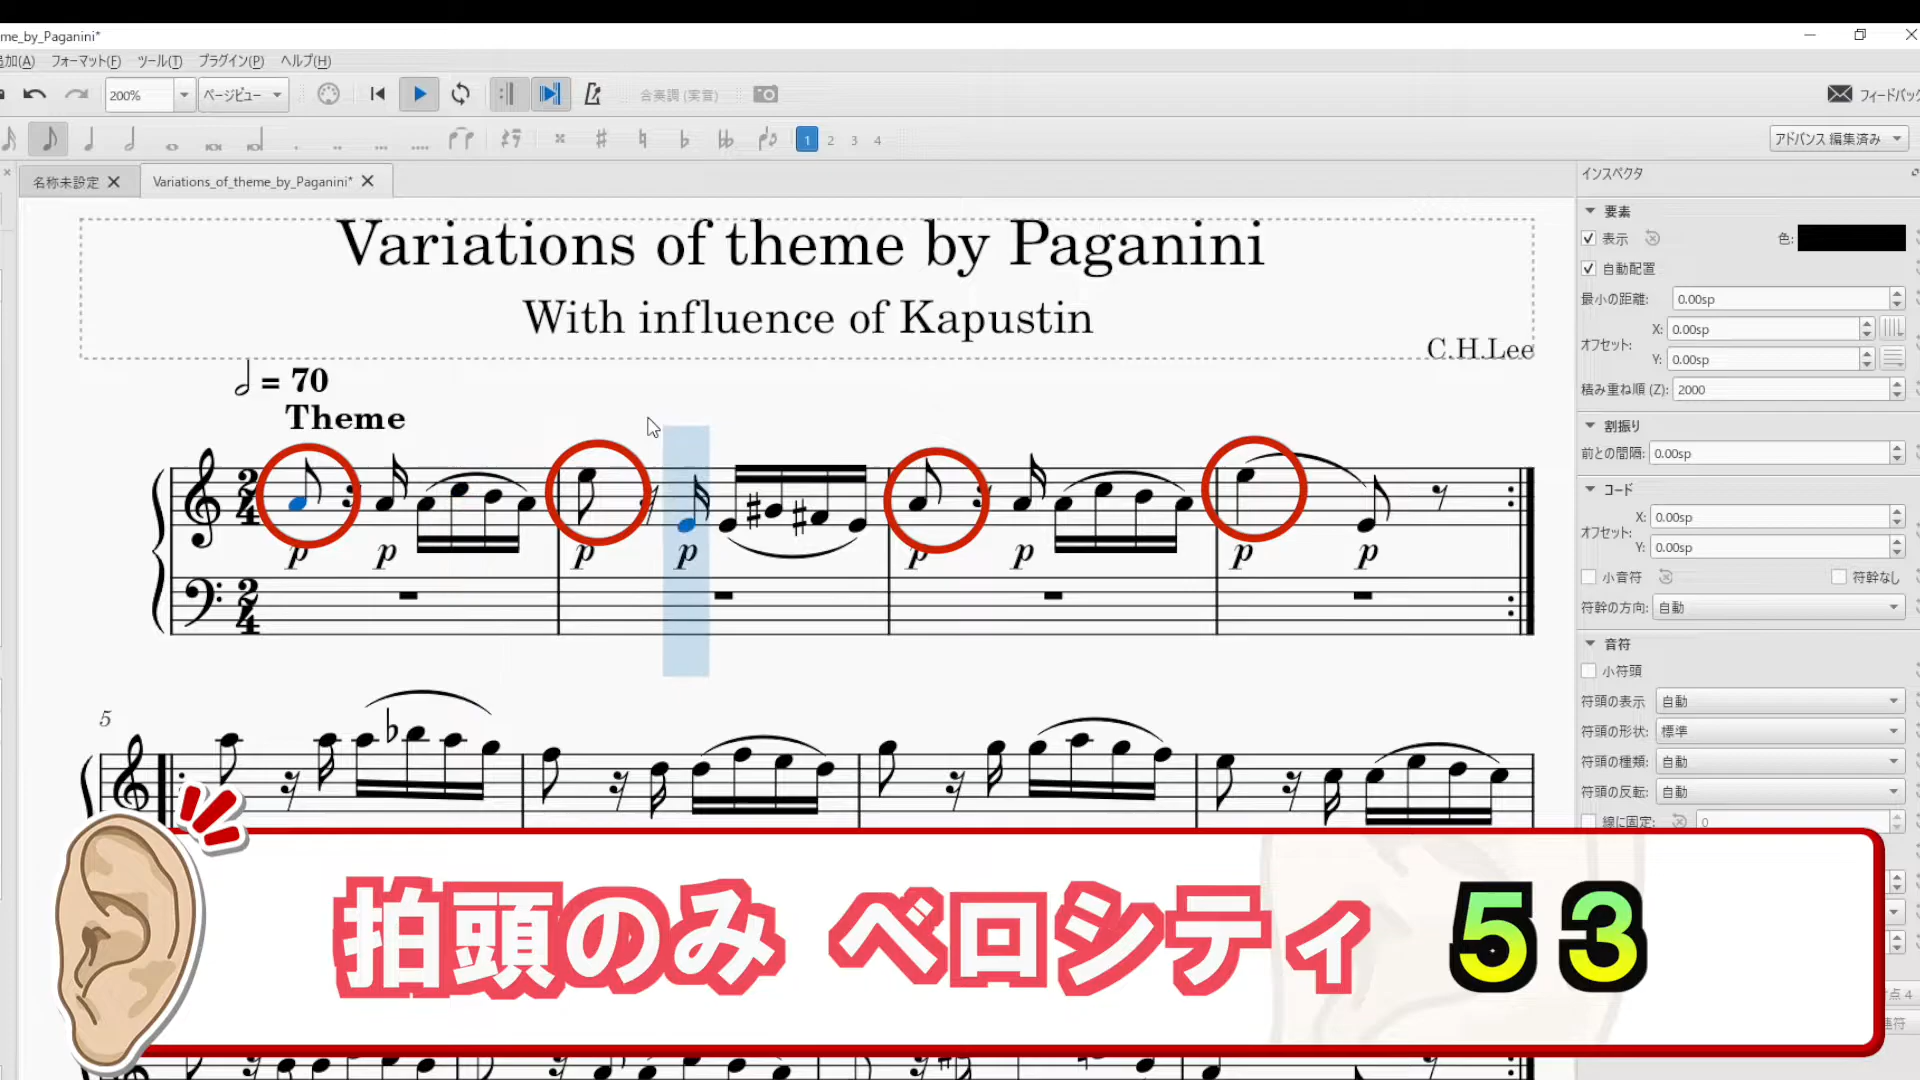 me_by_Paganini*
追加(A) フォーマット(F) ツール(T) プラグイン(P) ヘルプ(H)
200% ページビュー 合奏調 (実音) フィードバック
1 2 3 4 アドバンス 編集済み
名称未設定 Variations_of_theme_by_Paganini*
Variations of theme by Paganini
With influence of Kapustin
C.H.Lee
= 70
Theme
2 4
p p p p p p p p
2 4
5
拍頭のみ ベロシティ 53
インスペクタ
要素
表示 色:
自動配置
最小の距離: 0.00sp
オフセット: X: 0.00sp
Y: 0.00sp
積み重ね順 (Z): 2000
割振り
前との間隔: 0.00sp
コード
オフセット: X: 0.00sp
Y: 0.00sp
小音符 符幹なし
符幹の方向: 自動
音符
小符頭
符頭の表示 自動
符頭の形状: 標準
符頭の種類: 自動
符頭の反転: 自動
線に固定: 0
点 4
連符